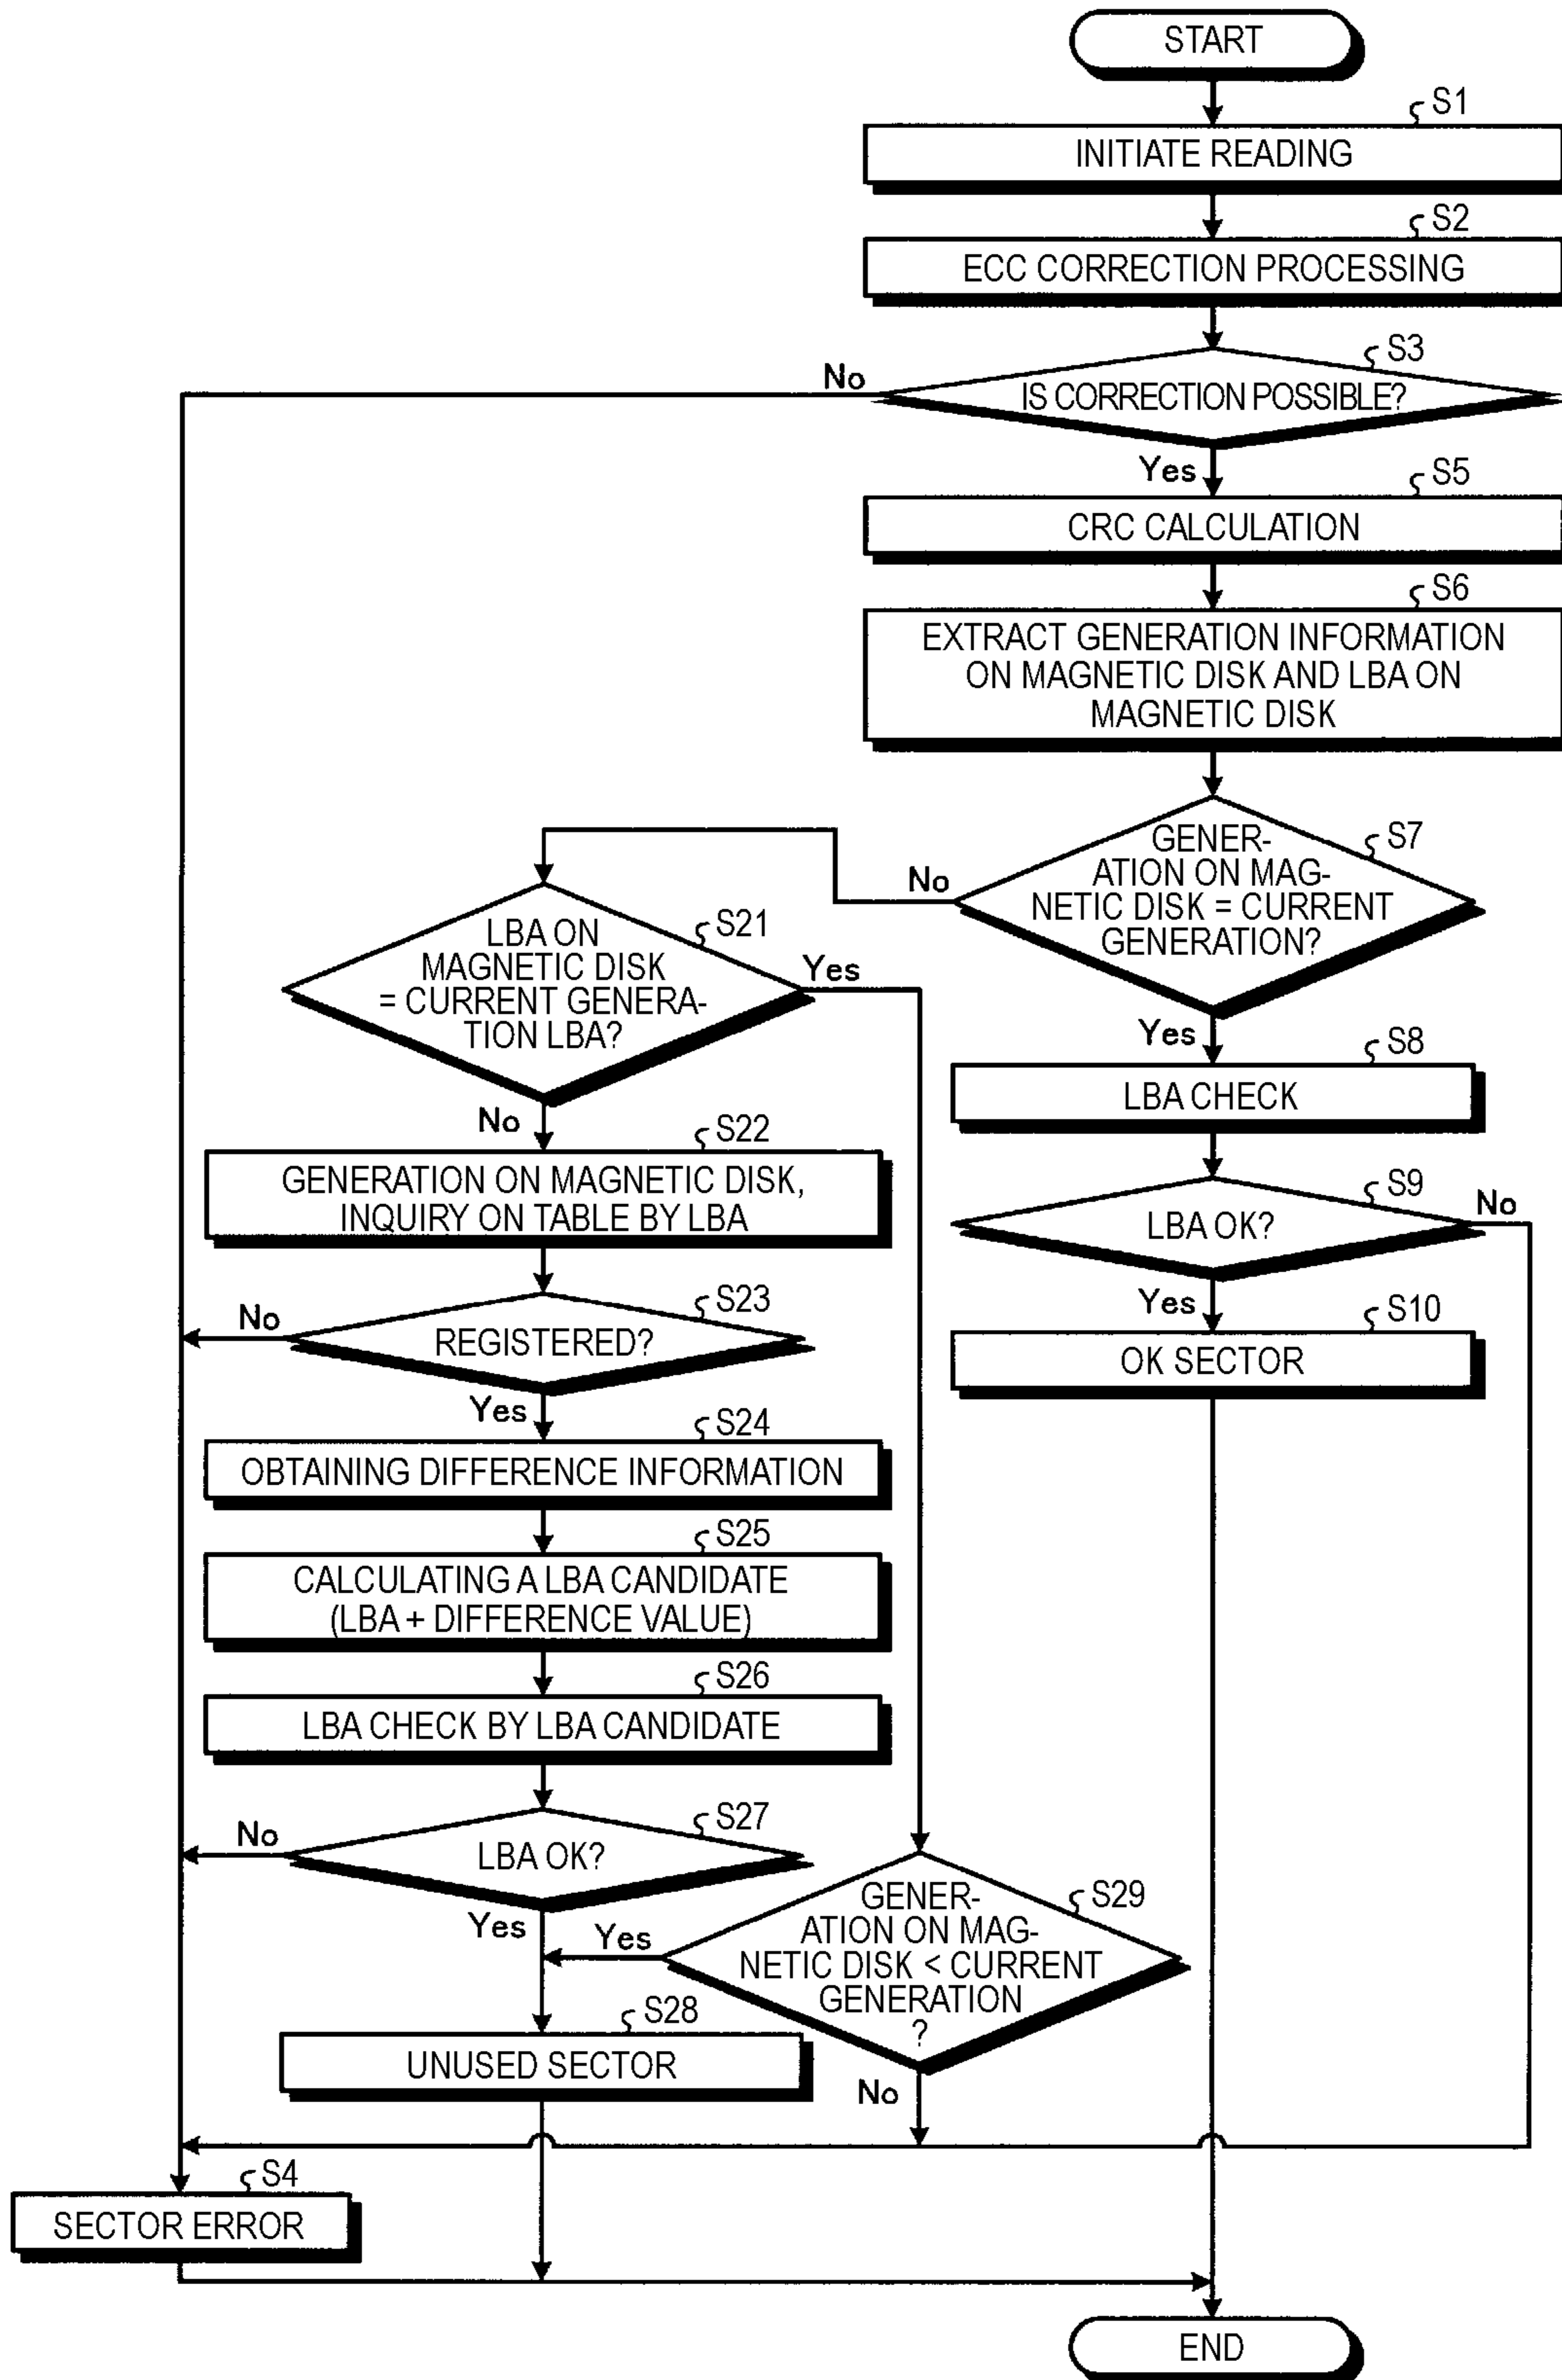 START
S1
INITIATE READING
S2
ECC CORRECTION PROCESSING
S3
No
IS CORRECTION POSSIBLE?
Yes
S5
CRC CALCULATION
S6
EXTRACT GENERATION INFORMATION
ON MAGNETIC DISK AND LBA ON
MAGNETIC DISK
S7
GENER-
ATION ON MAG-
NETIC DISK = CURRENT
GENERATION?
No
Yes
S21
LBA ON
MAGNETIC DISK
= CURRENT GENERA-
TION LBA?
Yes
No
S8
LBA CHECK
S9
LBA OK?
No
Yes
S10
OK SECTOR
S22
GENERATION ON MAGNETIC DISK,
INQUIRY ON TABLE BY LBA
S23
No
REGISTERED?
Yes
S24
OBTAINING DIFFERENCE INFORMATION
S25
CALCULATING A LBA CANDIDATE
(LBA + DIFFERENCE VALUE)
S26
LBA CHECK BY LBA CANDIDATE
S27
No
LBA OK?
Yes
S29
GENER-
ATION ON MAG-
NETIC DISK < CURRENT
GENERATION
?
Yes
No
S28
UNUSED SECTOR
S4
SECTOR ERROR
END